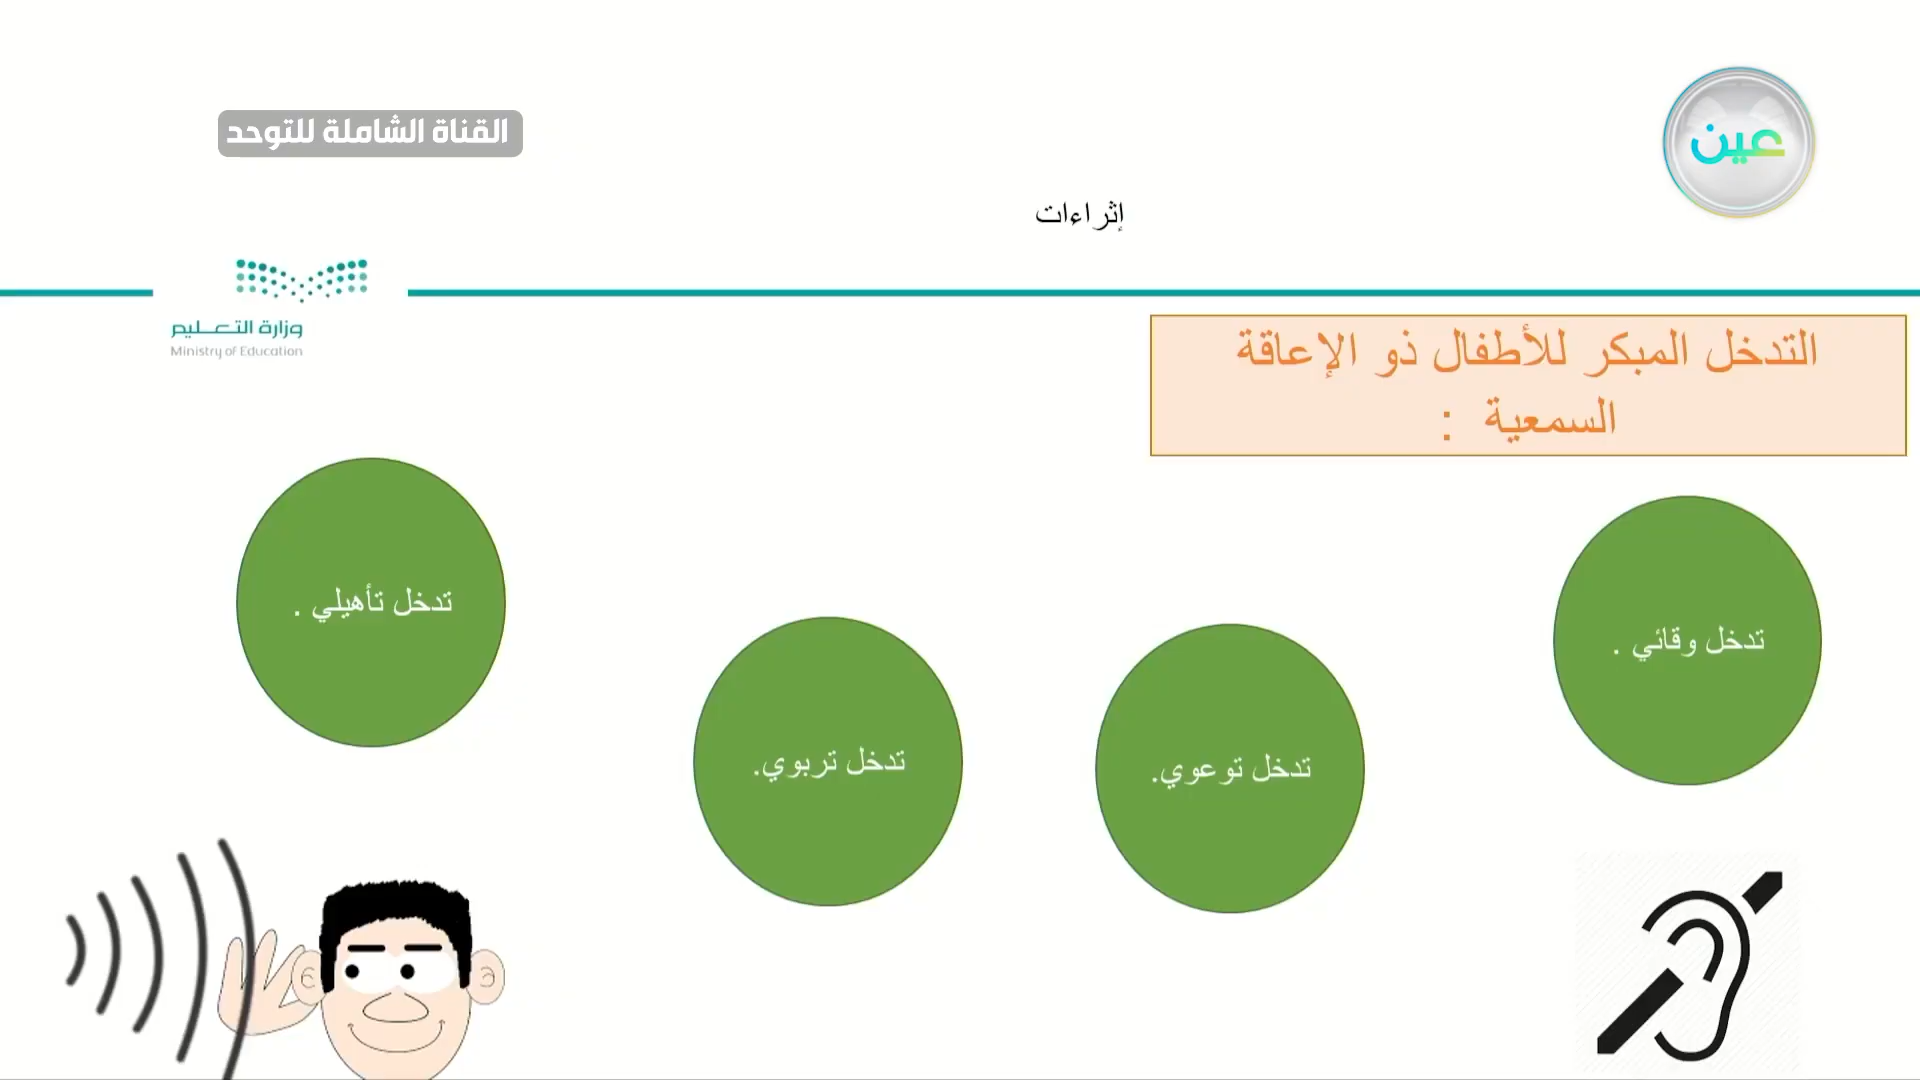 القناة الشاملة للتوحد
عين
إثراءات
وزارة التعليم
Ministry of Education
التدخل المبكر للأطفال ذو الإعاقة
السمعية :
تدخل وقائي .
تدخل توعوي.
تدخل تربوي.
تدخل تأهيلي .